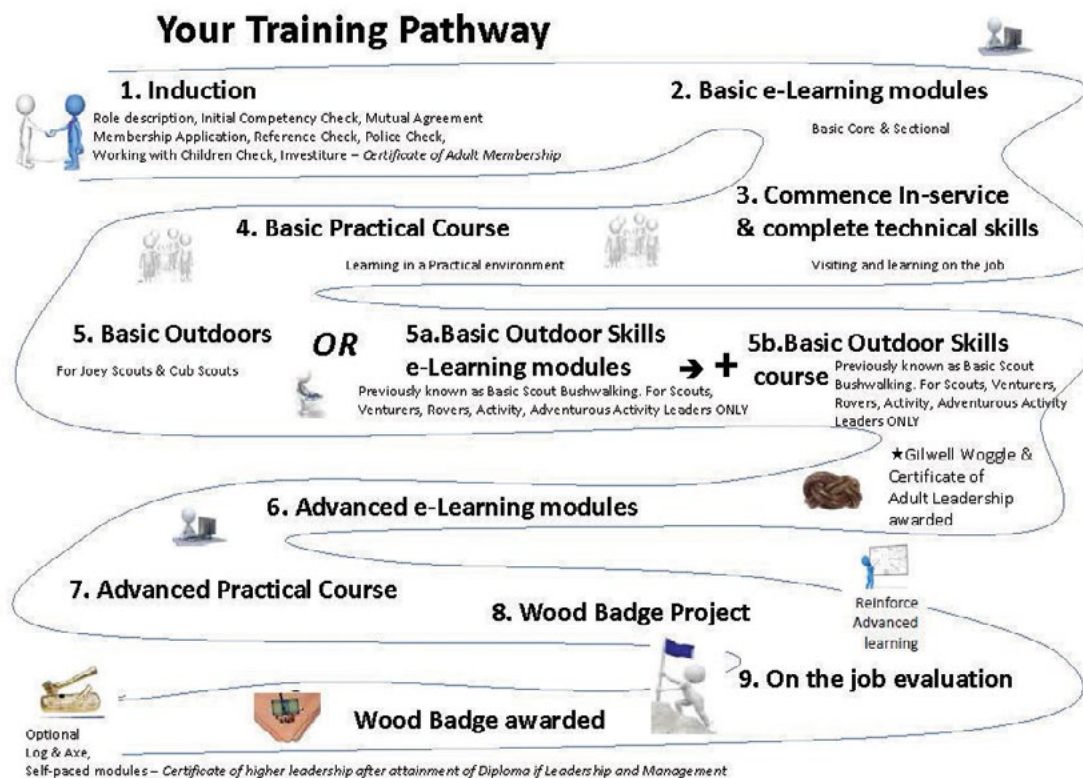 Your Training Pathway
1. Induction
Role description, Initial Competency Check, Mutual Agreement
Membership Application, Reference Check, Police Check,
Working with Children Check, Investiture – Certificate of Adult Membership
2. Basic e-Learning modules
Basic Core & Sectional
3. Commence In-service
& complete technical skills
Visiting and learning on the job
4. Basic Practical Course
Learning in a Practical environment
5. Basic Outdoors
For Joey Scouts & Cub Scouts
OR
5a.Basic Outdoor Skills
e-Learning modules
Previously known as Basic Scout Bushwalking. For Scouts,
Venturers, Rovers, Activity, Adventurous Activity Leaders ONLY
➔ +
5b.Basic Outdoor Skills
course
Previously known as Basic Scout
Bushwalking. For Scouts, Venturers,
Rovers, Activity, Adventurous Activity
Leaders ONLY
★Gilwell Woggle &
Certificate of
Adult Leadership
awarded
6. Advanced e-Learning modules
7. Advanced Practical Course
8. Wood Badge Project
Reinforce
Advanced
learning
9. On the job evaluation
Wood Badge awarded
Optional
Log & Axe,
Self-paced modules – Certificate of higher leadership after attainment of Diploma if Leadership and Management